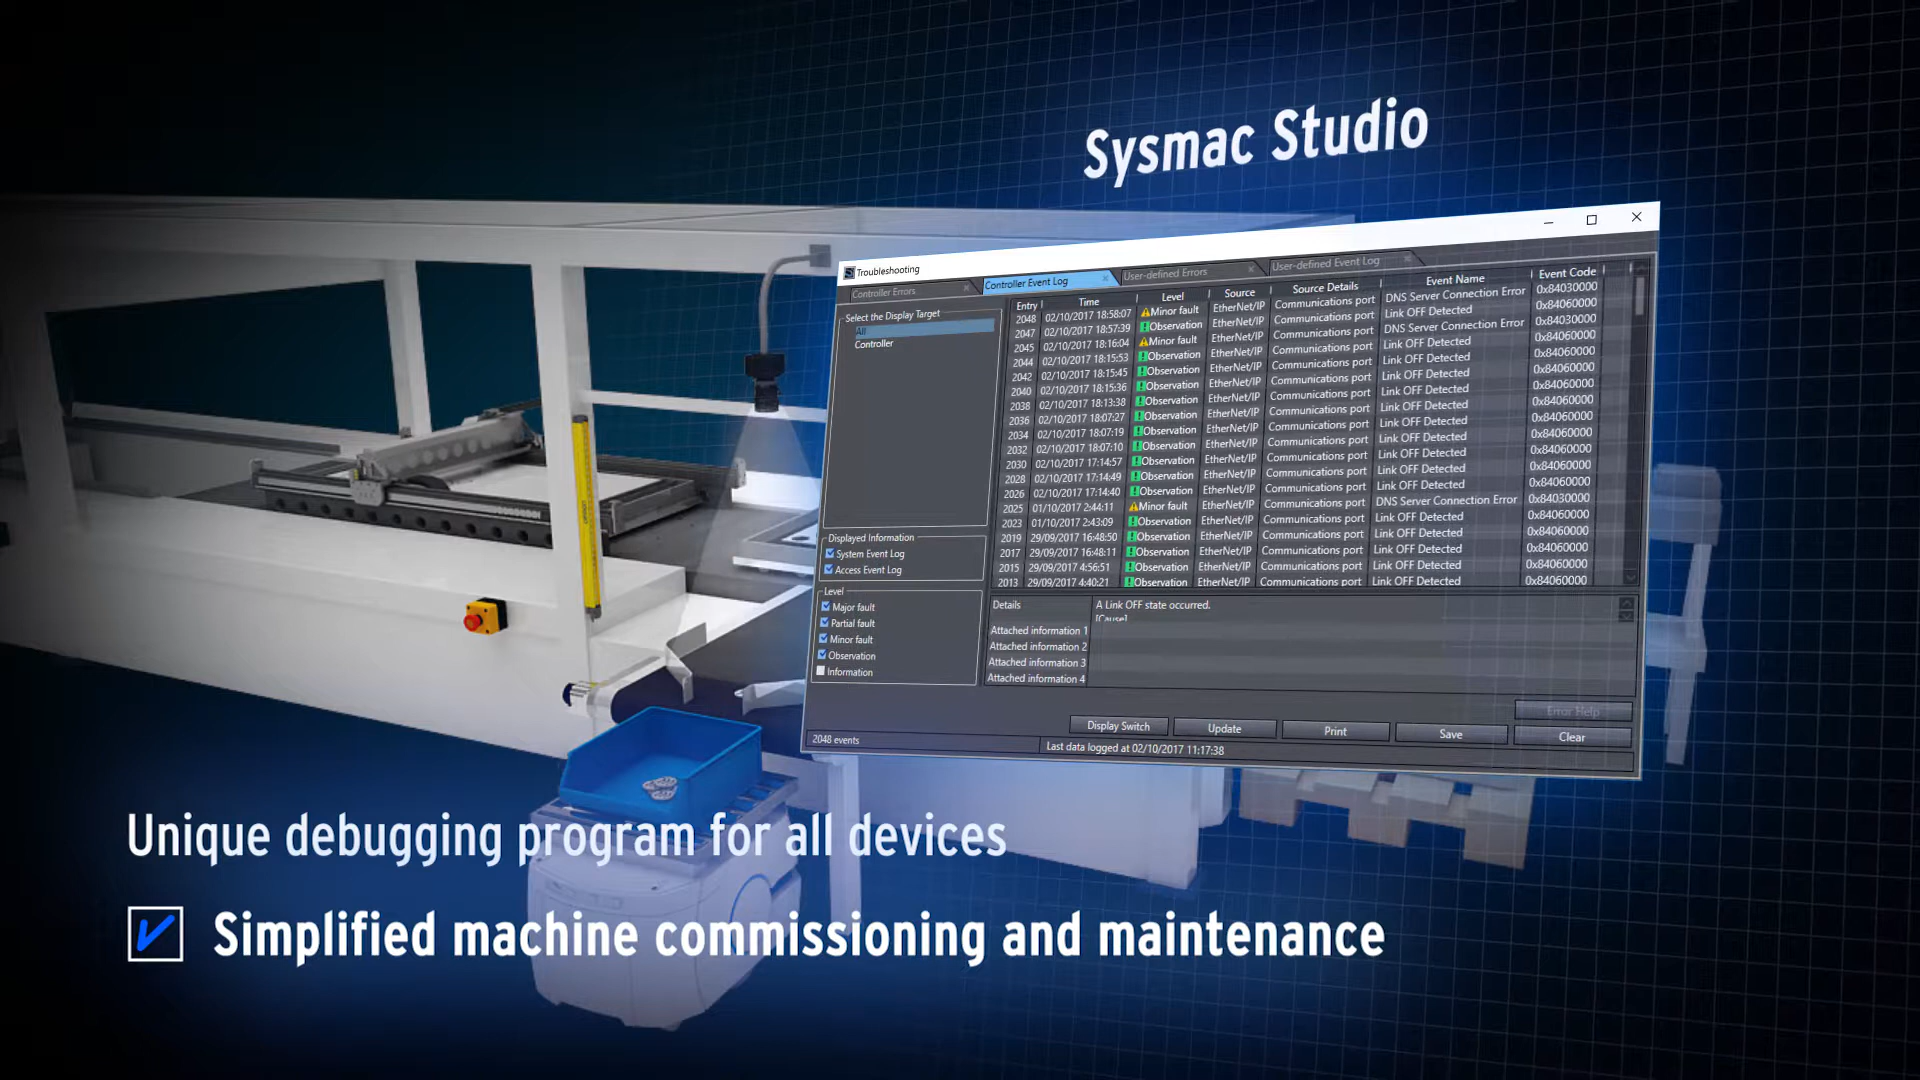 Sysmac Studio
Troubleshooting
Controller Errors
Controller Event Log
User-defined Errors
User-defined Event Log
Select the Display Target
All
Controller
Displayed Information
System Event Log
Access Event Log
Level
Major fault
Partial fault
Minor fault
Observation
Information
Entry Time Level Source Source Details Event Name Event Code
2048 02/10/2017 18:58:07 Minor fault EtherNet/IP Communications port DNS Server Connection Error 0x84030000
2047 02/10/2017 18:57:39 Observation EtherNet/IP Communications port Link OFF Detected 0x84060000
2045 02/10/2017 18:16:04 Minor fault EtherNet/IP Communications port DNS Server Connection Error 0x84030000
2044 02/10/2017 18:15:53 Observation EtherNet/IP Communications port Link OFF Detected 0x84060000
2042 02/10/2017 18:15:45 Observation EtherNet/IP Communications port Link OFF Detected 0x84060000
2040 02/10/2017 18:15:36 Observation EtherNet/IP Communications port Link OFF Detected 0x84060000
2038 02/10/2017 18:13:38 Observation EtherNet/IP Communications port Link OFF Detected 0x84060000
2036 02/10/2017 18:07:27 Observation EtherNet/IP Communications port Link OFF Detected 0x84060000
2034 02/10/2017 18:07:19 Observation EtherNet/IP Communications port Link OFF Detected 0x84060000
2032 02/10/2017 18:07:10 Observation EtherNet/IP Communications port Link OFF Detected 0x84060000
2030 02/10/2017 17:14:57 Observation EtherNet/IP Communications port Link OFF Detected 0x84060000
2028 02/10/2017 17:14:49 Observation EtherNet/IP Communications port Link OFF Detected 0x84060000
2026 02/10/2017 17:14:40 Observation EtherNet/IP Communications port Link OFF Detected 0x84060000
2025 01/10/2017 2:44:11 Minor fault EtherNet/IP Communications port DNS Server Connection Error 0x84030000
2023 01/10/2017 2:43:09 Observation EtherNet/IP Communications port Link OFF Detected 0x84060000
2019 29/09/2017 16:48:50 Observation EtherNet/IP Communications port Link OFF Detected 0x84060000
2017 29/09/2017 16:48:11 Observation EtherNet/IP Communications port Link OFF Detected 0x84060000
2015 29/09/2017 4:56:51 Observation EtherNet/IP Communications port Link OFF Detected 0x84060000
2013 29/09/2017 4:40:21 Observation EtherNet/IP Communications port Link OFF Detected 0x84060000
Details A Link OFF state occurred.
[Cause]
Attached information 1
Attached information 2
Attached information 3
Attached information 4
Error Help
Display Switch Update Print Save Clear
2048 events
Last data logged at 02/10/2017 11:17:38
Unique debugging program for all devices
Simplified machine commissioning and maintenance